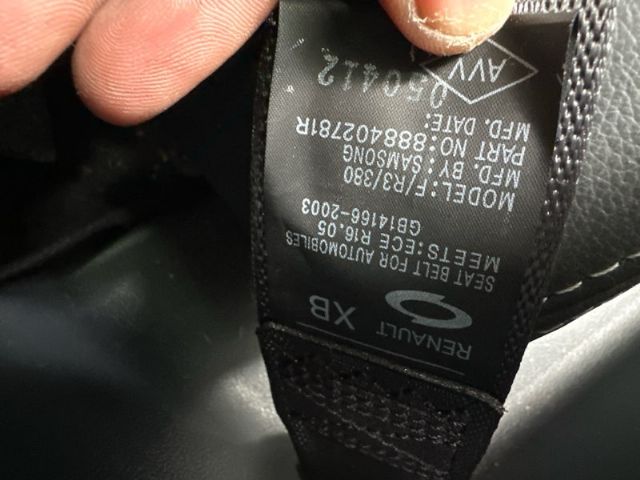 RENAULT XB
SEAT BELT FOR AUTOMOBILES
MEETS:ECE R16.05
GB14166-2003
MODEL:F/R3/380
MFD. BY: SAMSONG
PART NO:888402781R
MFD. DATE:
050412
AVV